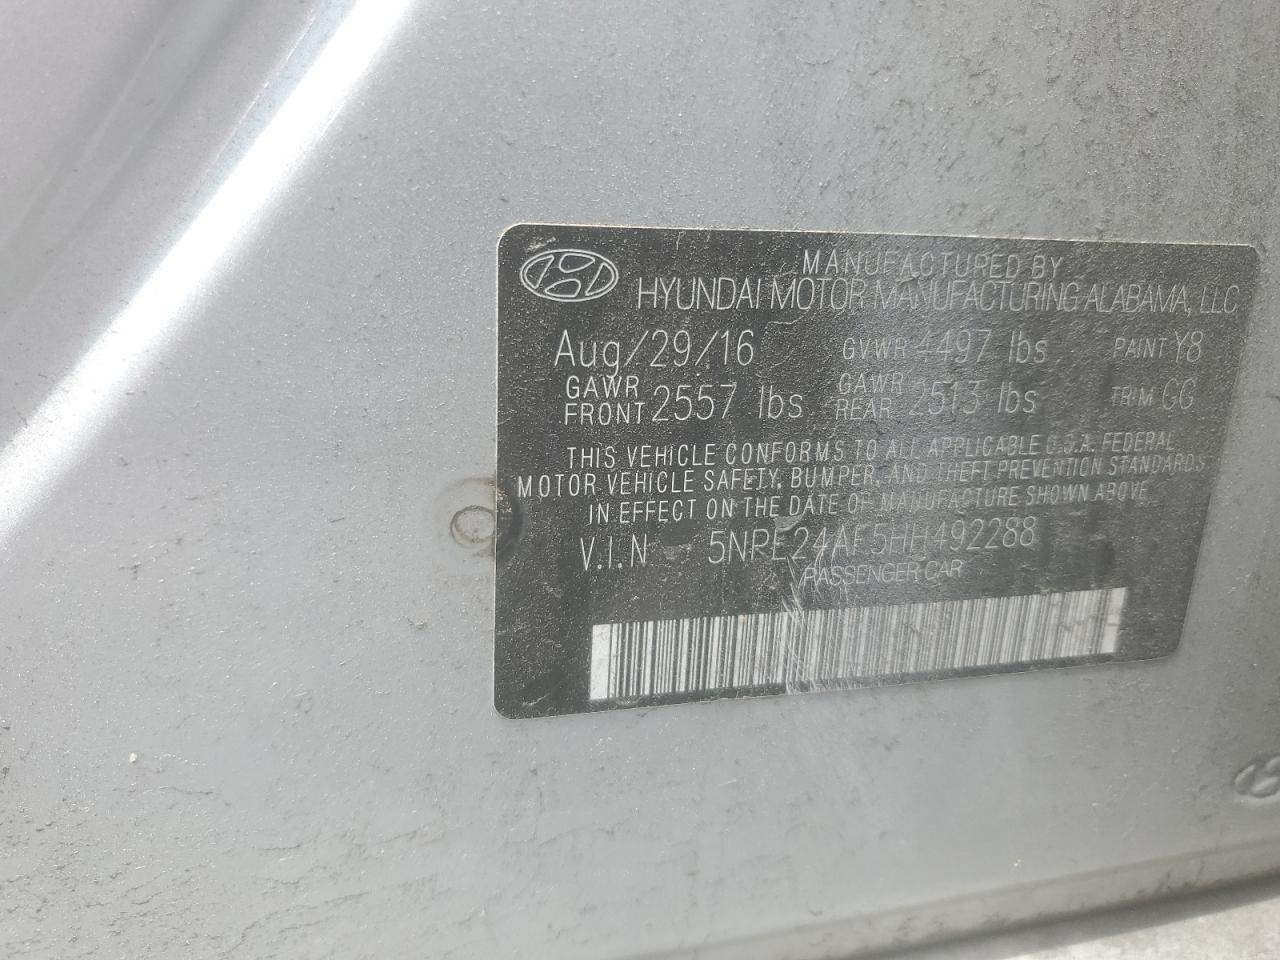 MANUFACTURED BY
HYUNDAI MOTOR MANUFACTURING ALABAMA, LLC
Aug/29/16 GVWR 4497 lbs PAINT Y8
GAWR FRONT 2557 lbs GAWR REAR 2513 lbs TRIM GG
THIS VEHICLE CONFORMS TO ALL APPLICABLE U.S.A. FEDERAL
MOTOR VEHICLE SAFETY, BUMPER, AND THEFT PREVENTION STANDARDS
IN EFFECT ON THE DATE OF MANUFACTURE SHOWN ABOVE
V.I.N 5NPE24AF5HH492288
PASSENGER CAR